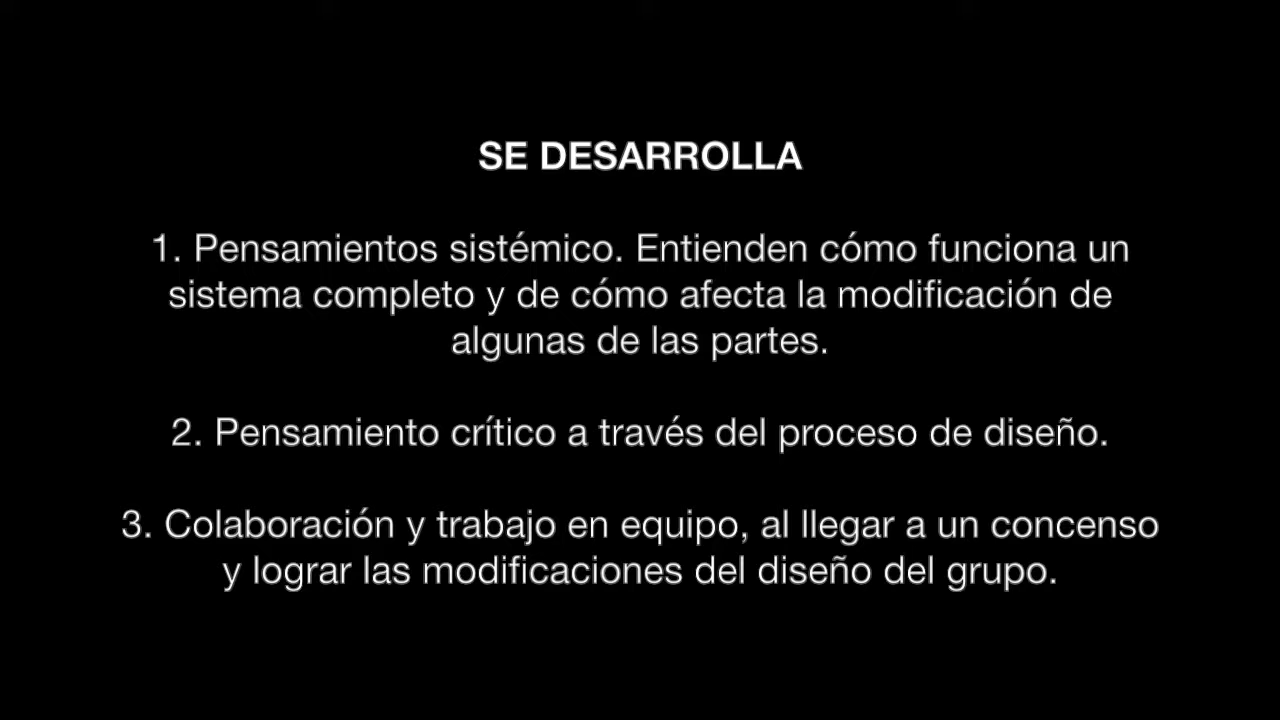 SE DESARROLLA
1. Pensamientos sistémico. Entienden cómo funciona un
sistema completo y de cómo afecta la modificación de
algunas de las partes.
2. Pensamiento crítico a través del proceso de diseño.
3. Colaboración y trabajo en equipo, al llegar a un concenso
y lograr las modificaciones del diseño del grupo.